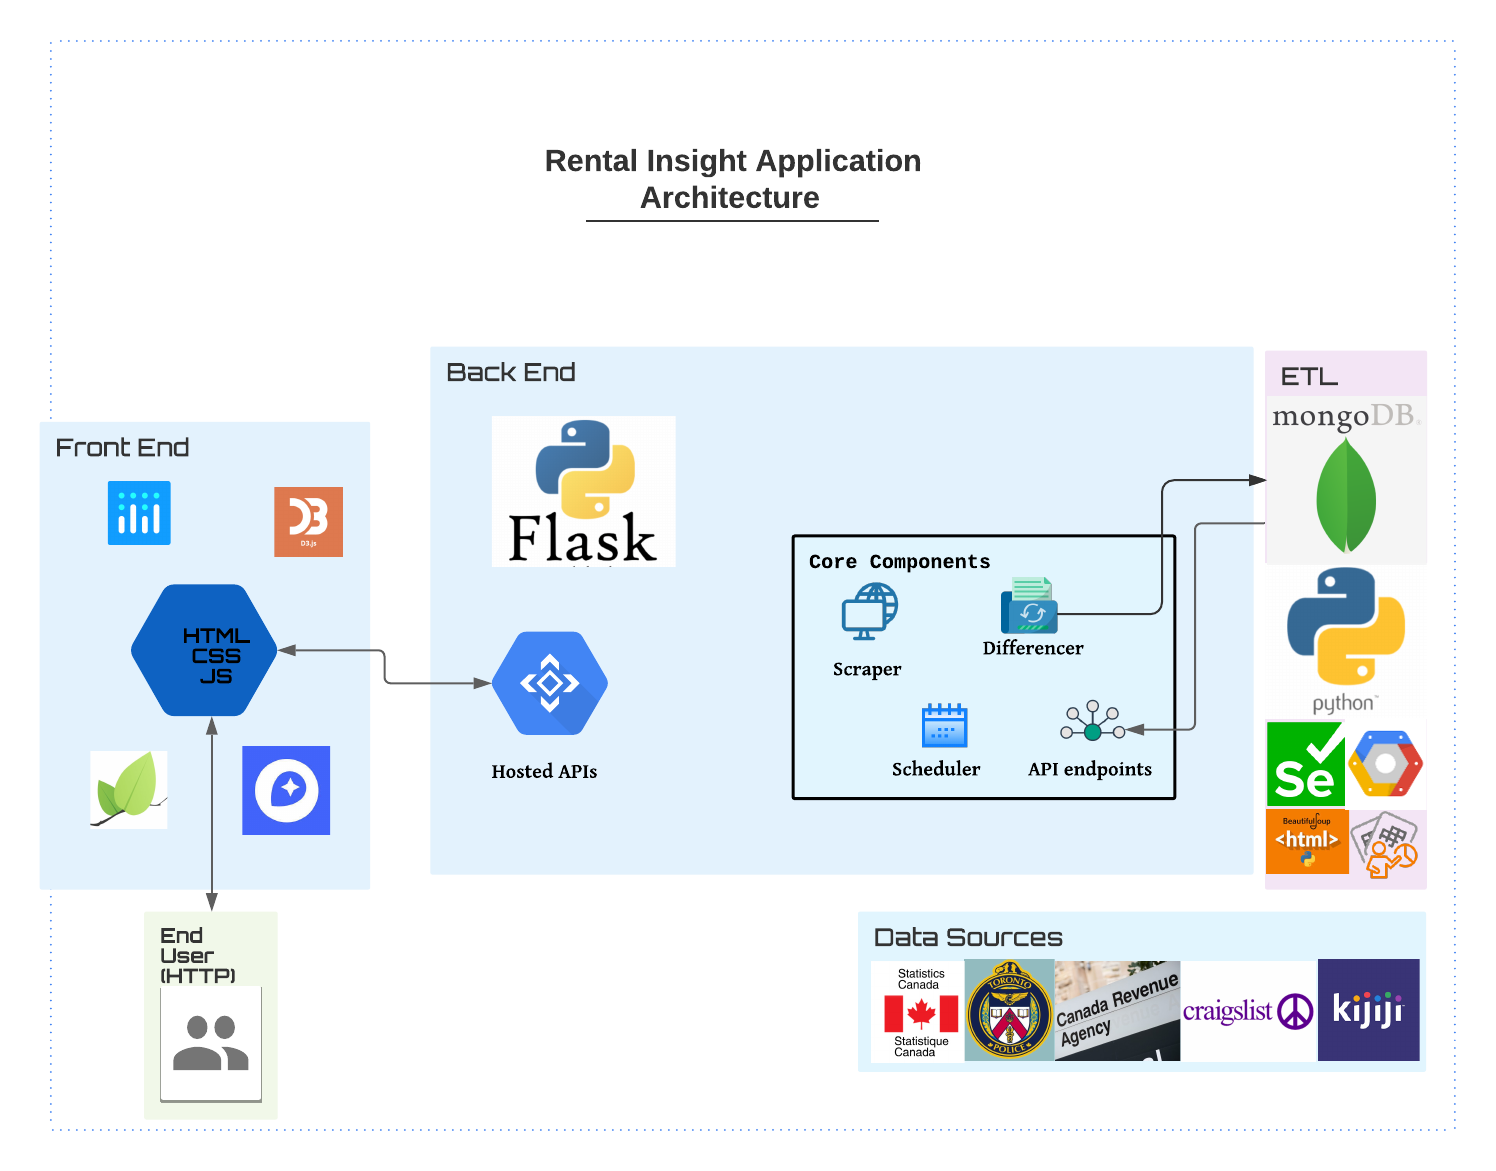 Rental Insight Application
Architecture
Back End
ETL
mongoDB.
Front End
D3.js
Flask
Core Components
HTML
CSS
JS
Differencer
Scraper
python™
Se
Hosted APIs
Scheduler
API endpoints
BeautifulSoup
<html>
End
User
(HTTP)
Data Sources
Statistics
Canada
Statistique
Canada
TORONTO
POLICE
Canada Revenue
Agency
craigslist
kijiji